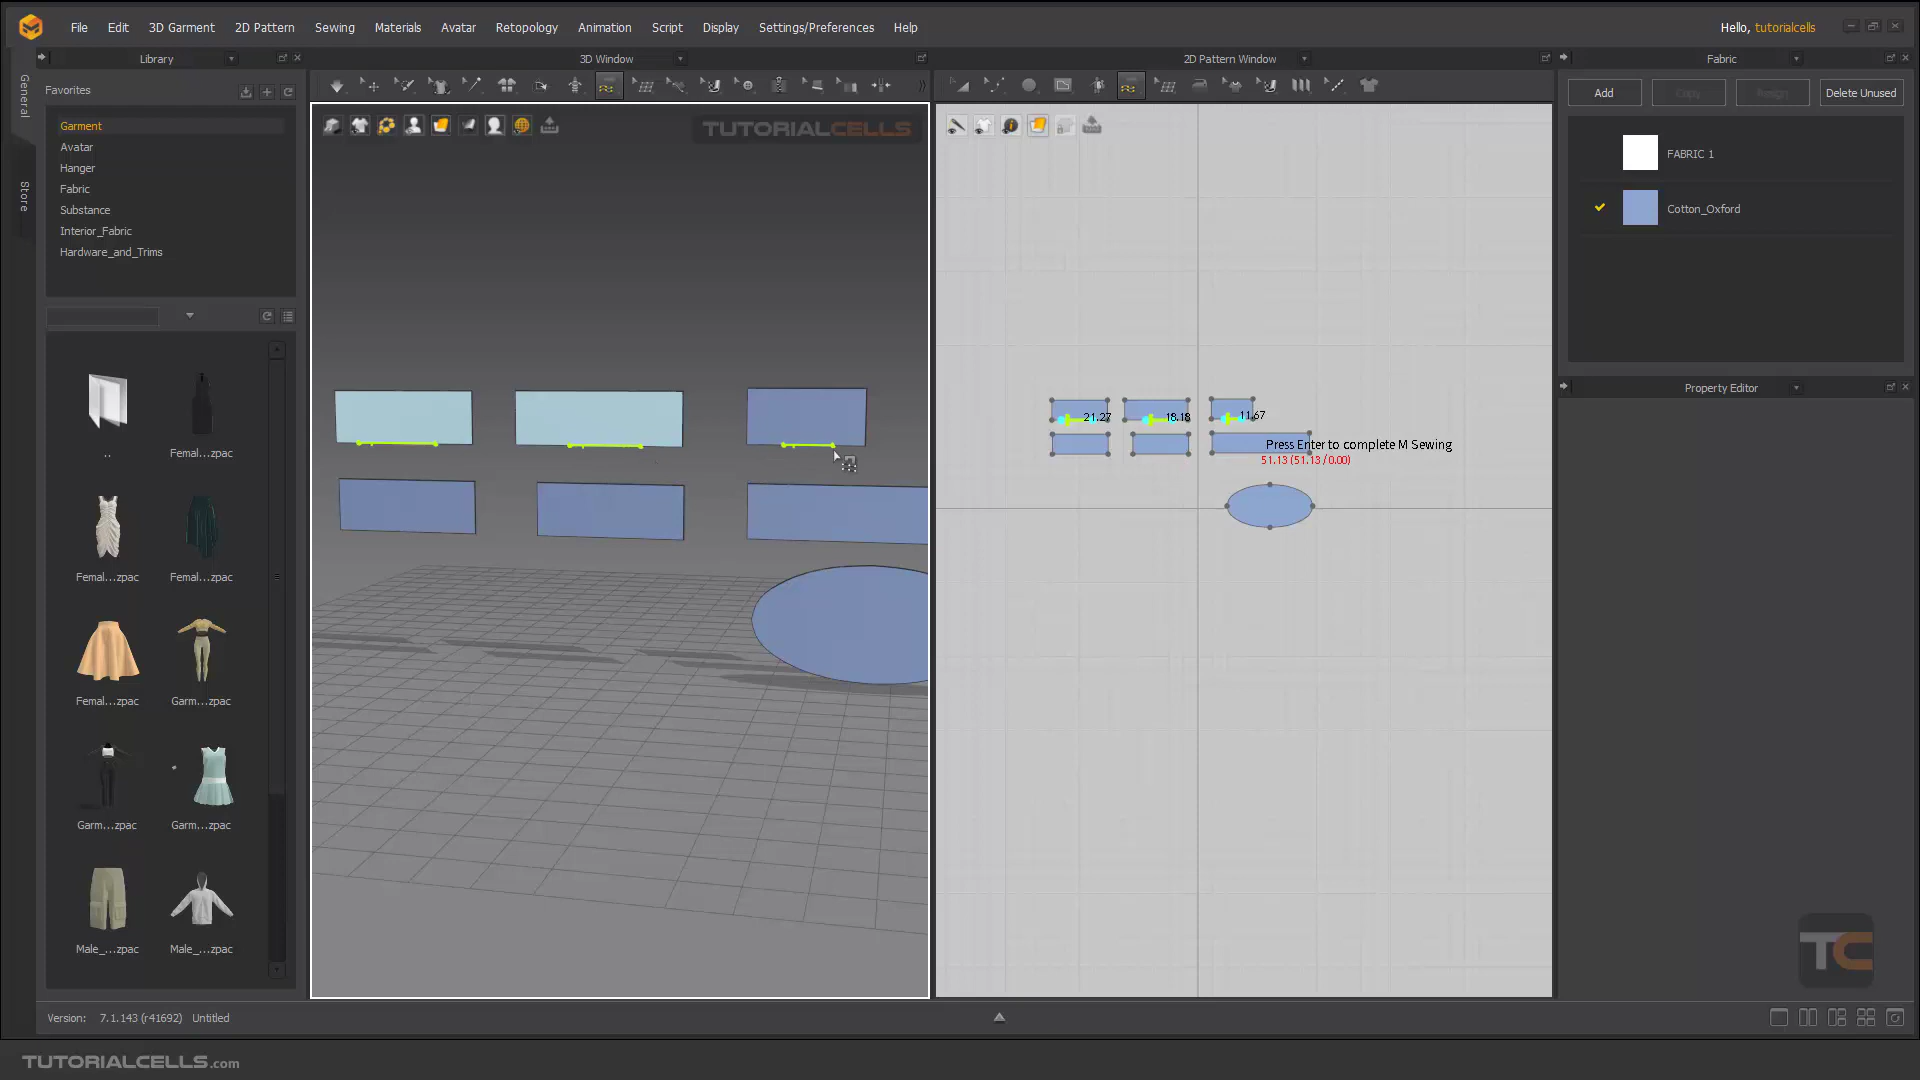 File Edit 3D Garment 2D Pattern Sewing Materials Avatar Retopology Animation Script Display Settings/Preferences Help
Hello, tutorialcells
Library
3D Window
2D Pattern Window
Fabric
General
Store
Favorites
Garment
Avatar
Hanger
Fabric
Substance
Interior_Fabric
Hardware_and_Trims
..
Femal...zpac
Femal...zpac
Femal...zpac
Femal...zpac
Garm...zpac
Garm...zpac
Garm...zpac
Male_...zpac
Male_...zpac
TUTORIALCELLS
21.27
18.18
11.67
Press Enter to complete M Sewing
51.13 (51.13 / 0.00)
Add Copy Assign Delete Unused
FABRIC 1
Cotton_Oxford
Property Editor
TC
Version: 7.1.143 (r41692) Untitled
TUTORIALCELLS.com